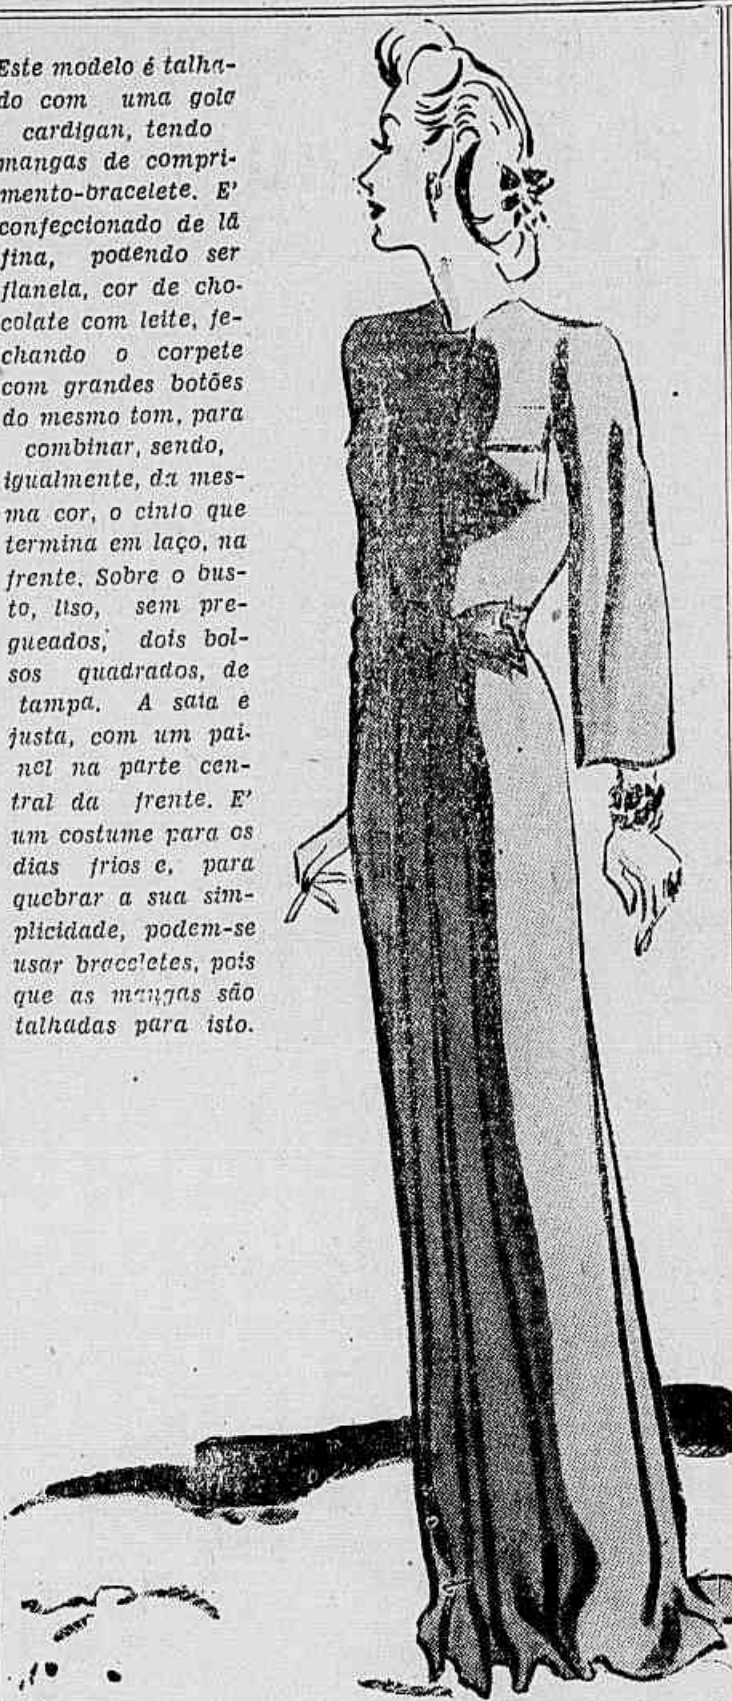 Este modelo é talha-
do com uma gola
cardigan, tendo
mangas de compri-
mento-bracelete. E'
confeccionado de lã
fina, podendo ser
flanela, cor de cho-
colate com leite, fe-
chando o corpete
com grandes botões
do mesmo tom, para
combinar, sendo,
igualmente, da mes-
ma cor, o cinto que
termina em laço, na
frente. Sobre o bus-
to, liso, sem pre-
gueados, dois bol-
sos quadrados, de
tampa. A saia e
justa, com um pai-
nel na parte cen-
tral da frente. E'
um costume para os
dias frios e, para
quebrar a sua sim-
plicidade, podem-se
usar braceletes, pois
que as mangas são
talhadas para isto.